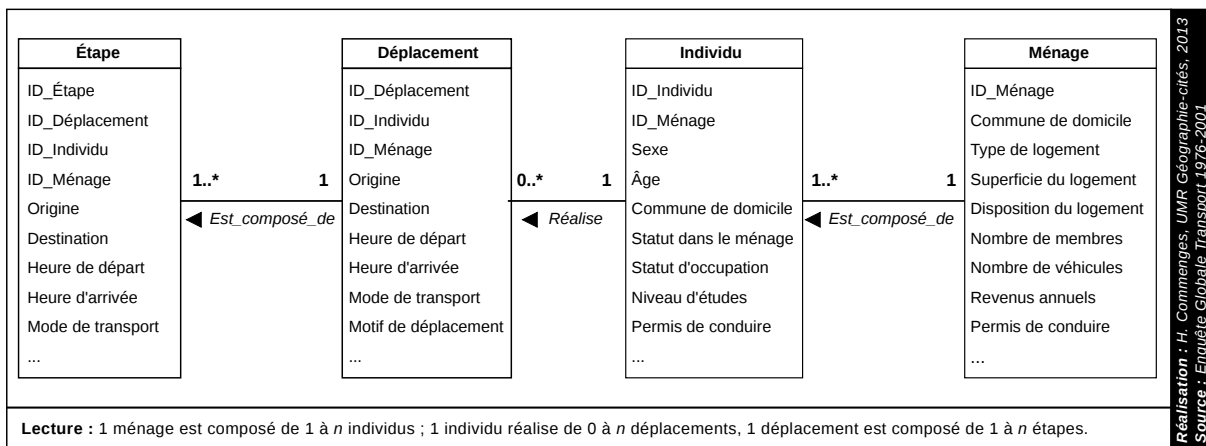 Étape
ID_Étape
ID_Déplacement
ID_Individu
ID_Ménage
Origine
Destination
Heure de départ
Heure d'arrivée
Mode de transport
...
1..* 1
Est_composé_de
Déplacement
ID_Déplacement
ID_Individu
ID_Ménage
Origine
Destination
Heure de départ
Heure d'arrivée
Mode de transport
Motif de déplacement
...
0..* 1
Réalise
Individu
ID_Individu
ID_Ménage
Sexe
Âge
Commune de domicile
Statut dans le ménage
Statut d'occupation
Niveau d'études
Permis de conduire
...
1..* 1
Est_composé_de
Ménage
ID_Ménage
Commune de domicile
Type de logement
Superficie du logement
Disposition du logement
Nombre de membres
Nombre de véhicules
Revenus annuels
Permis de conduire
...
Lecture : 1 ménage est composé de 1 à n individus ; 1 individu réalise de 0 à n déplacements, 1 déplacement est composé de 1 à n étapes.
Réalisation : H. Commenges, UMR Géographie-cités, 2013
Source : Enquête Globale Transport 1976-2001